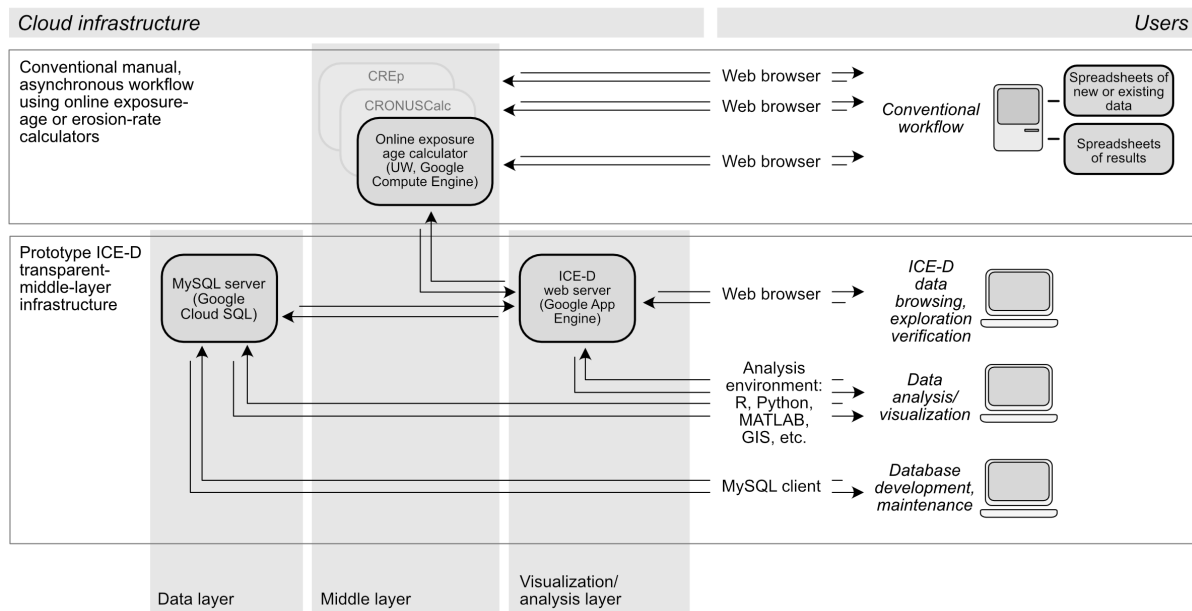 Cloud infrastructure
Users
Conventional manual,
asynchronous workflow
using online exposure-
age or erosion-rate
calculators
CREp
CRONUSCalc
Online exposure
age calculator
(UW, Google
Compute Engine)
Web browser
Web browser
Web browser
Conventional
workflow
Spreadsheets of
new or existing
data
Spreadsheets
of results
Prototype ICE-D
transparent-
middle-layer
infrastructure
MySQL server
(Google
Cloud SQL)
ICE-D
web server
(Google App
Engine)
Web browser
ICE-D
data
browsing,
exploration
verification
Analysis
environment:
R, Python,
MATLAB,
GIS, etc.
Data
analysis/
visualization
MySQL client
Database
development,
maintenance
Data layer
Middle layer
Visualization/
analysis layer